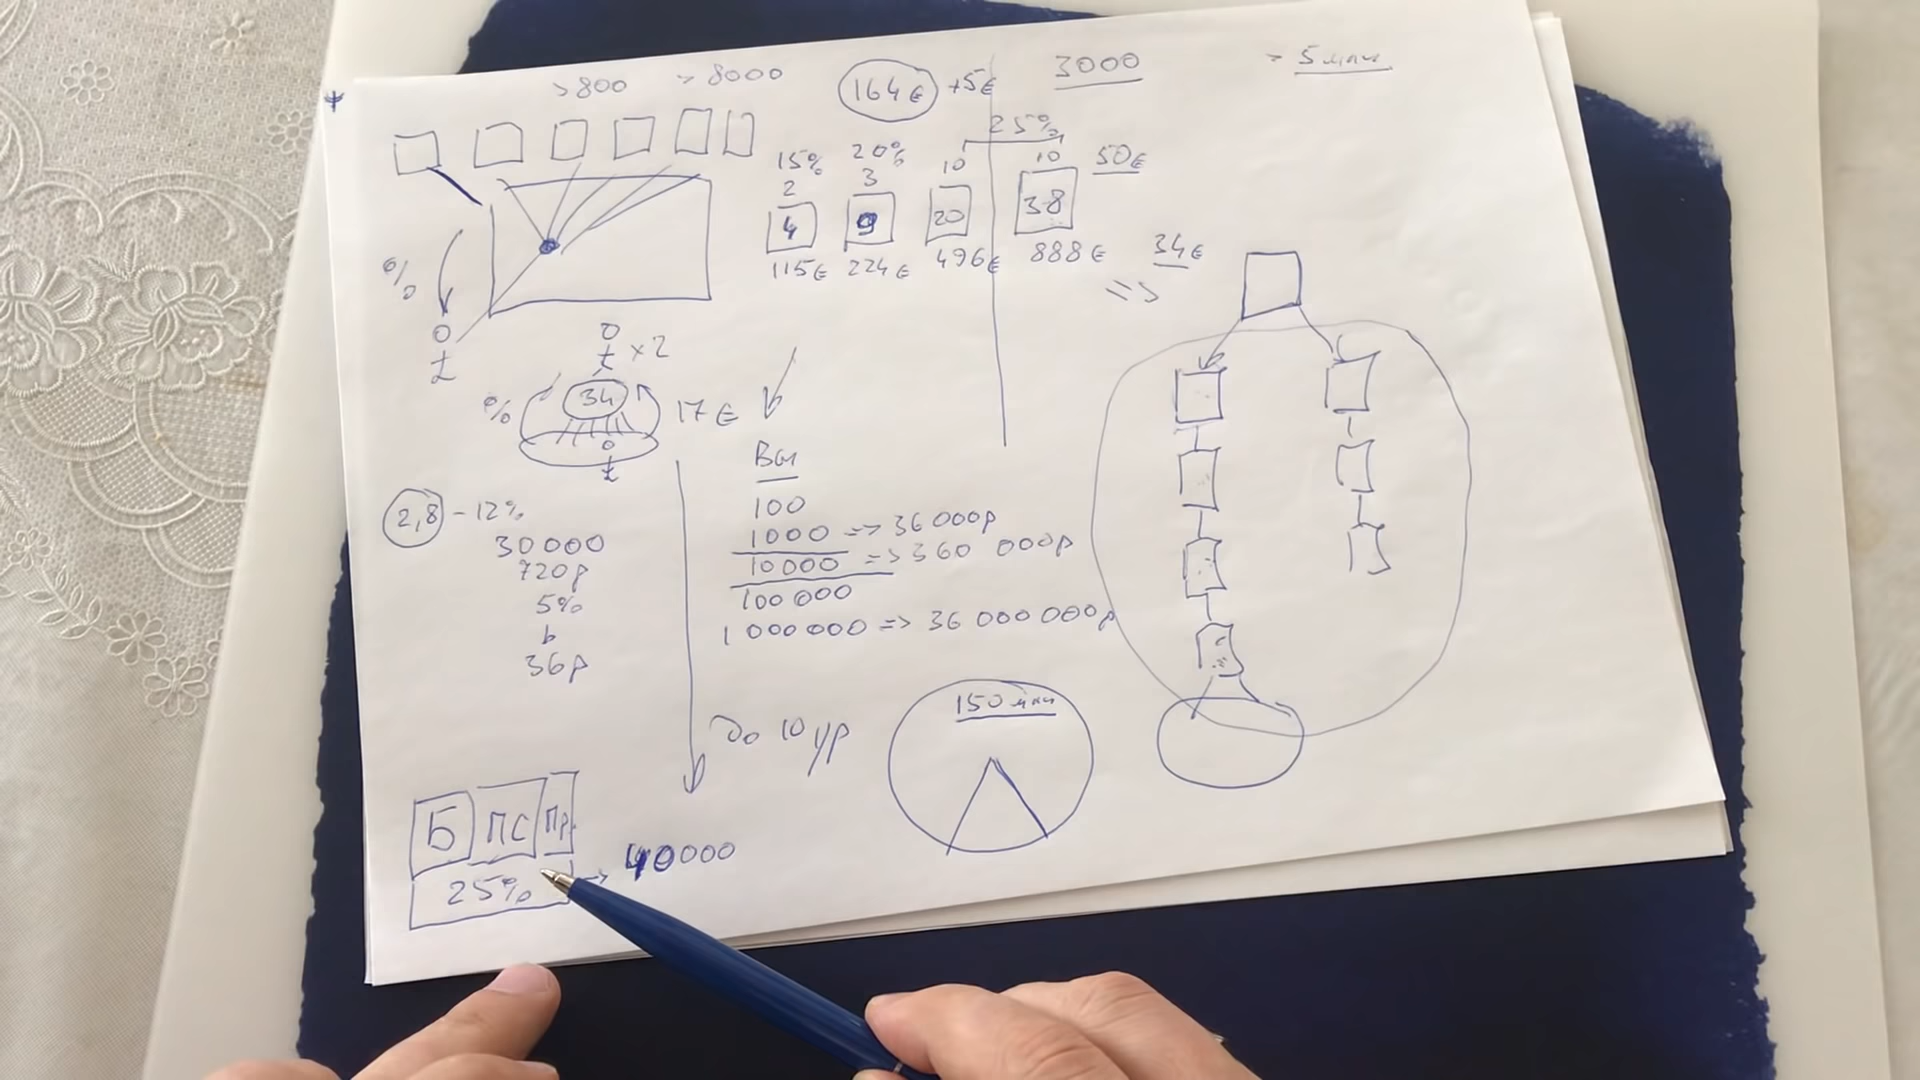 >800 >8000 164€ +5€ 3000 >5 млн
25%
15% 20% 10 10 50€
2 3
4 9 20 38
115€ 224€ 496€ 888€ 34€
=>
%
0
0
x2
% 34 17€
0
Вы
2,8 - 12% 100
30000 1000 => 36 000р
720р 10000 => 360 000р
5% 100 000
1 000 000 => 36 000 000р
36р
150 млн
до 10 ур
Б ПС Пр
25% -> 40000